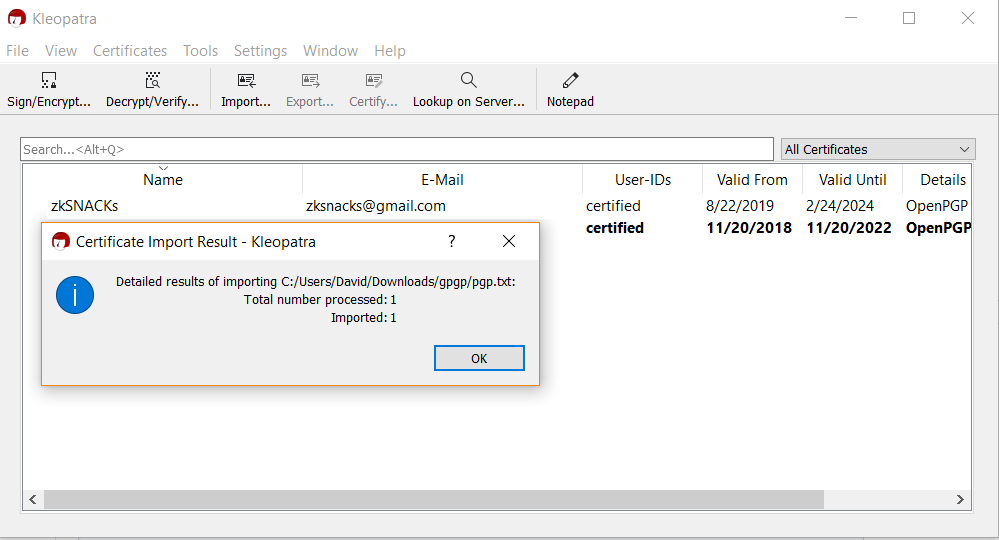 Kleopatra
File View Certificates Tools Settings Window Help
Sign/Encrypt... Decrypt/Verify... Import... Export... Certify... Lookup on Server... Notepad
Search...<Alt+Q> All Certificates
Name E-Mail User-IDs Valid From Valid Until Details
zkSNACKs zksnacks@gmail.com certified 8/22/2019 2/24/2024 OpenPGP
certified 11/20/2018 11/20/2022 OpenPGP
Certificate Import Result - Kleopatra ?
Detailed results of importing C:/Users/David/Downloads/gpgp/pgp.txt:
Total number processed: 1
Imported: 1
OK